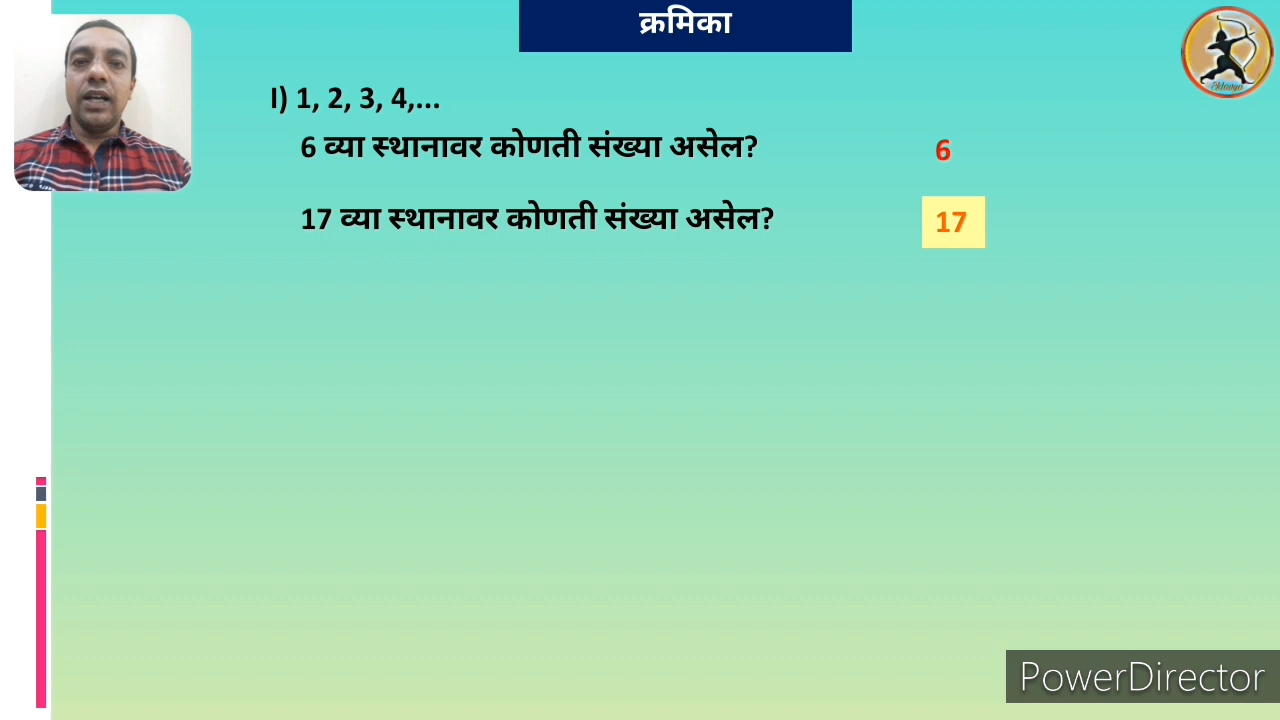 क्रमिका
I) 1, 2, 3, 4,...
6 व्या स्थानावर कोणती संख्या असेल?
6
17 व्या स्थानावर कोणती संख्या असेल?
17
PowerDirector